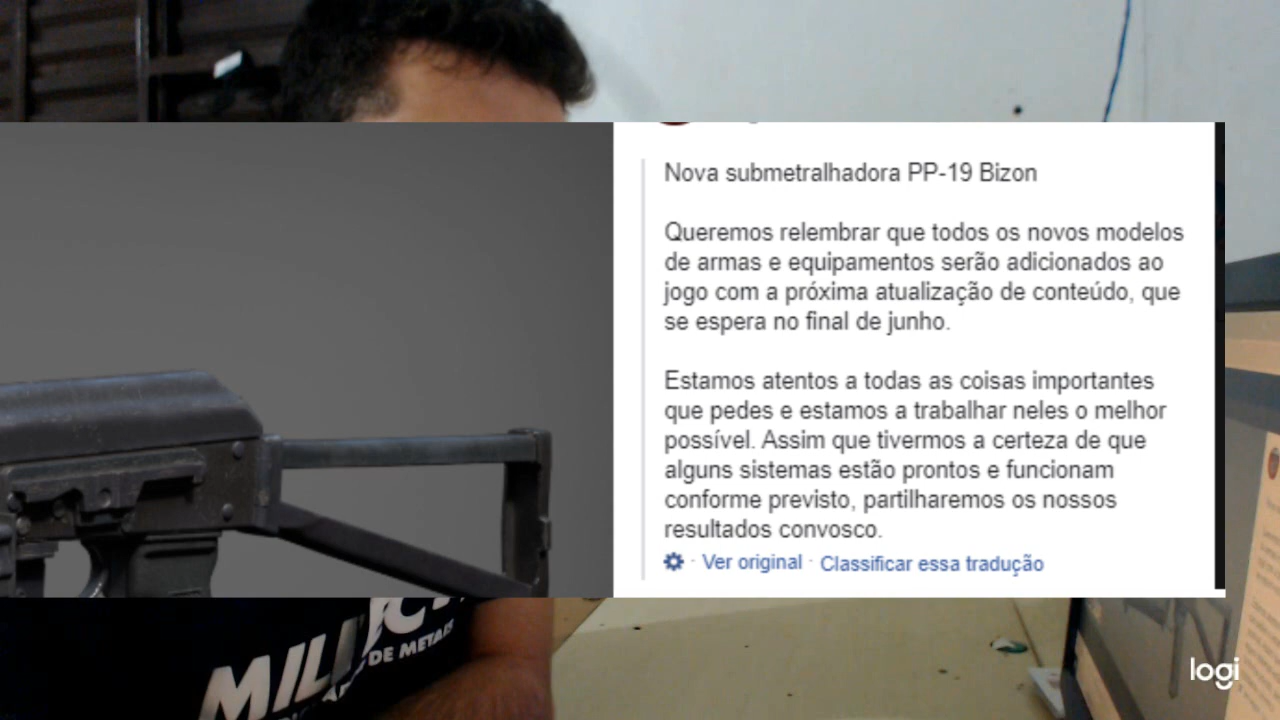 Nova submetralhadora PP-19 Bizon
Queremos relembrar que todos os novos modelos
de armas e equipamentos serão adicionados ao
jogo com a próxima atualização de conteúdo, que
se espera no final de junho.
Estamos atentos a todas as coisas importantes
que pedes e estamos a trabalhar neles o melhor
possível. Assim que tivermos a certeza de que
alguns sistemas estão prontos e funcionam
conforme previsto, partilharemos os nossos
resultados convosco.
· Ver original · Classificar essa tradução
DE METAIS
logi